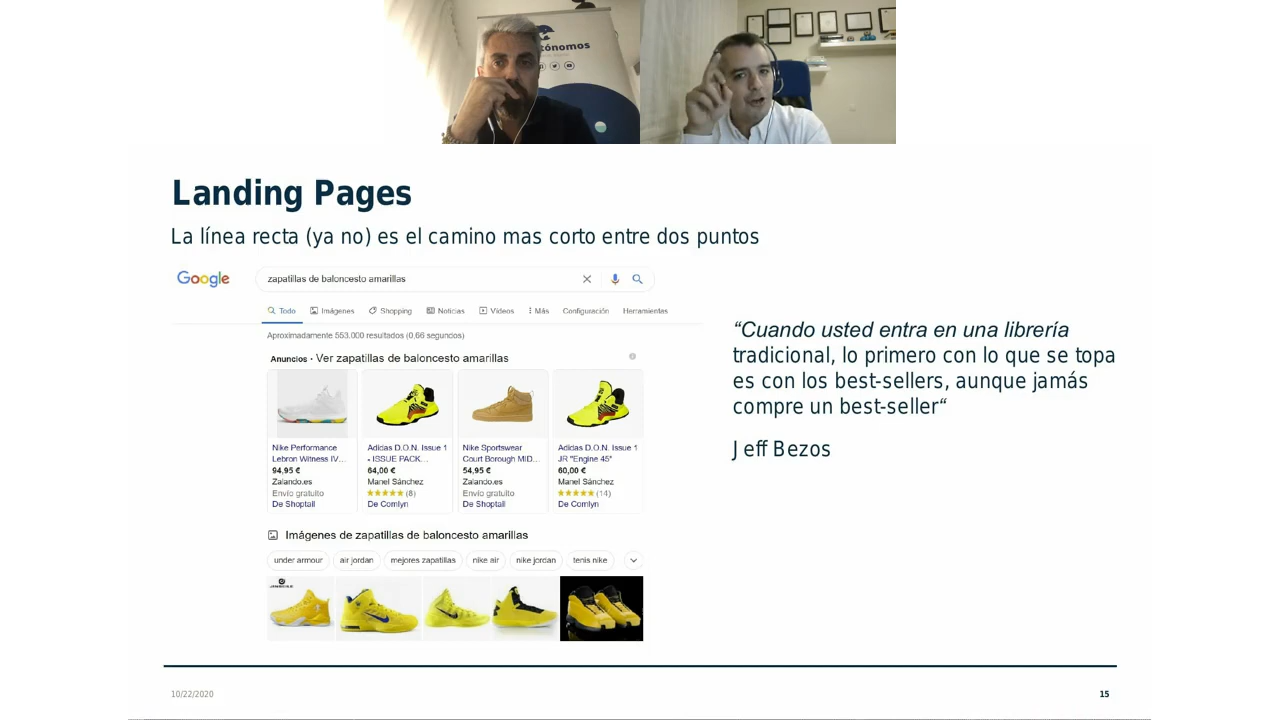 tónomos
Landing Pages
La línea recta (ya no) es el camino mas corto entre dos puntos
Google
zapatillas de baloncesto amarillas
Todo Imágenes Shopping Noticias Vídeos Más Configuración Herramientas
Aproximadamente 553.000 resultados (0,66 segundos)
Anuncios · Ver zapatillas de baloncesto amarillas
Nike Performance
Lebron Witness IV...
94,95 €
Zalando.es
Envío gratuito
De Shoptail
Adidas D.O.N. Issue 1
- ISSUE PACK...
64,00 €
Manel Sánchez
(8)
De Comlyn
Nike Sportswear
Court Borough MID...
54,95 €
Zalando.es
Envío gratuito
De Shoptail
Adidas D.O.N. Issue 1
JR "Engine 45"
60,00 €
Manel Sánchez
(14)
De Comlyn
Imágenes de zapatillas de baloncesto amarillas
under armour air jordan mejores zapatillas nike air nike jordan tenis nike
“Cuando usted entra en una librería
tradicional, lo primero con lo que se topa
es con los best-sellers, aunque jamás
compre un best-seller“
Jeff Bezos
10/22/2020
15